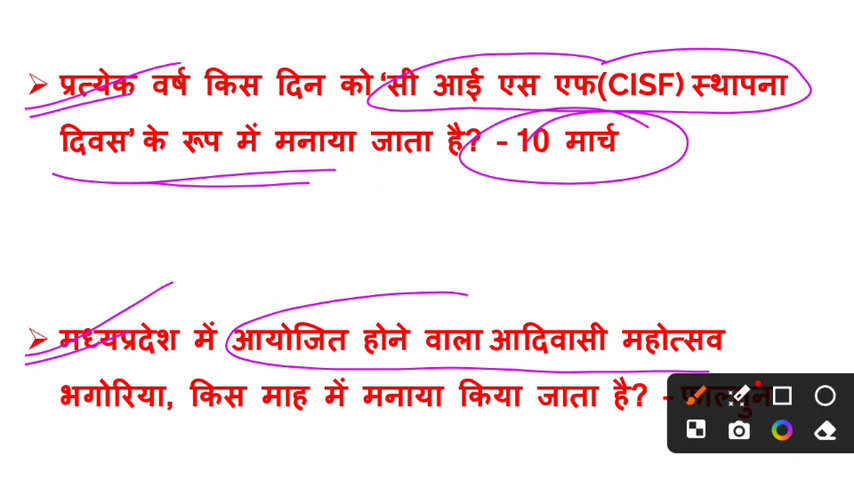 ➢ प्रत्येक वर्ष किस दिन को ‘सी आई एस एफ(CISF) स्थापना
दिवस’ के रूप में मनाया जाता है? - 10 मार्च
➢ मध्यप्रदेश में आयोजित होने वाला आदिवासी महोत्सव
भगोरिया, किस माह में मनाया किया जाता है? - फाल्गुन